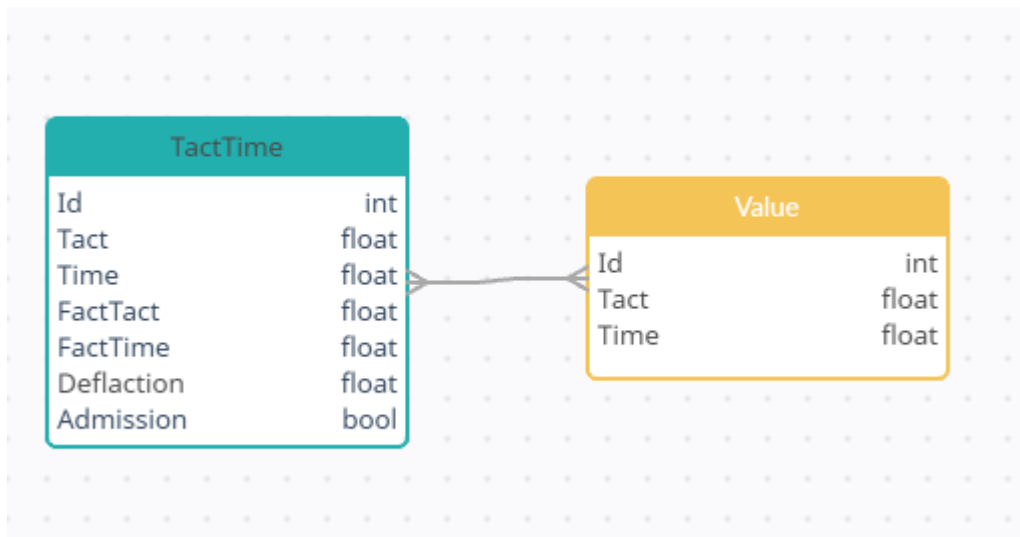 TactTime
Id int
Tact float
Time float
FactTact float
FactTime float
Deflaction float
Admission bool
Value
Id int
Tact float
Time float